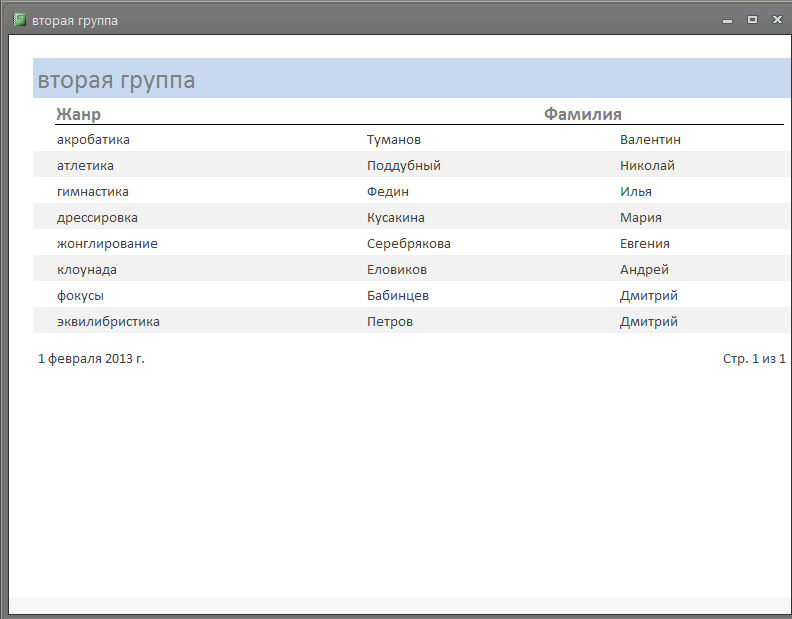 вторая группа
вторая группа
Жанр Фамилия
акробатика Туманов Валентин
атлетика Поддубный Николай
гимнастика Федин Илья
дрессировка Кусакина Мария
жонглирование Серебрякова Евгения
клоунада Еловиков Андрей
фокусы Бабинцев Дмитрий
эквилибристика Петров Дмитрий
1 февраля 2013 г. Стр. 1 из 1